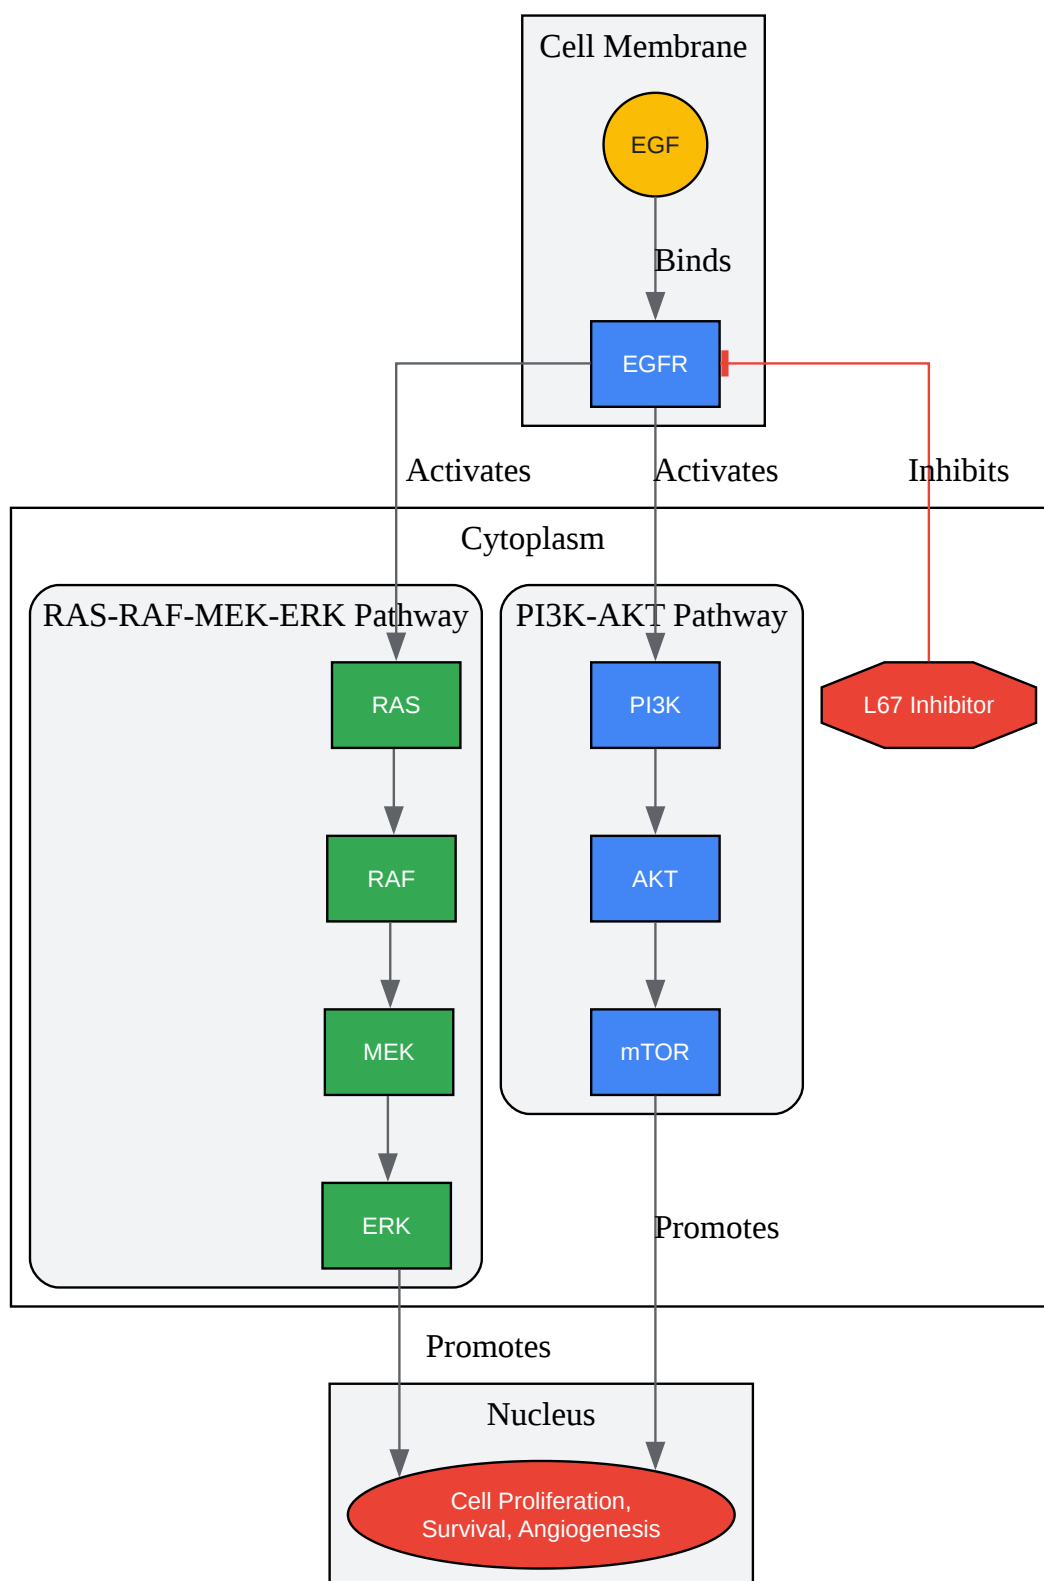 Cell Membrane
EGF
Binds
EGFR
Activates
Activates
Inhibits
Cytoplasm
RAS-RAF-MEK-ERK Pathway
PI3K-AKT Pathway
RAS
PI3K
L67 Inhibitor
RAF
AKT
MEK
mTOR
ERK
Promotes
Promotes
Nucleus
Cell Proliferation,
Survival, Angiogenesis